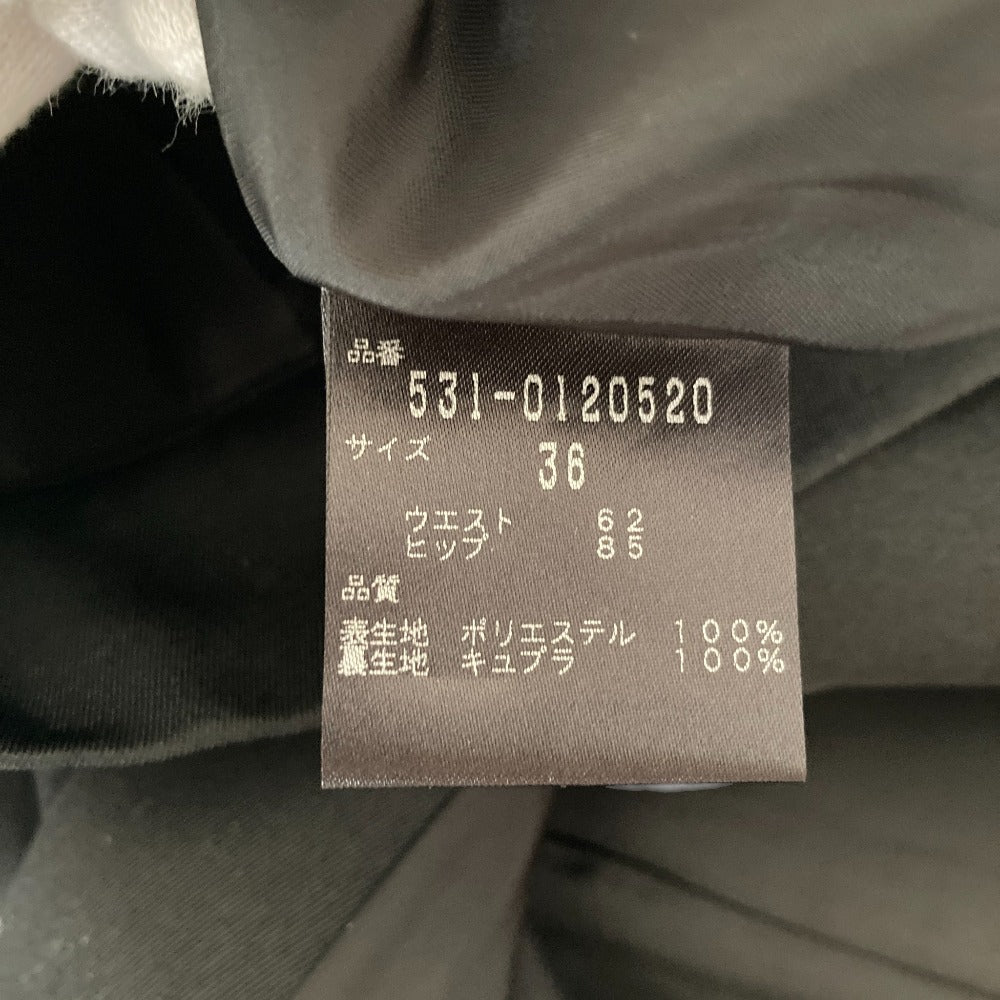 品番
531-0120520
サイズ 36
ウエスト 62
ヒップ 85
品質
表生地 ポリエステル 100%
裏生地 キュプラ 100%